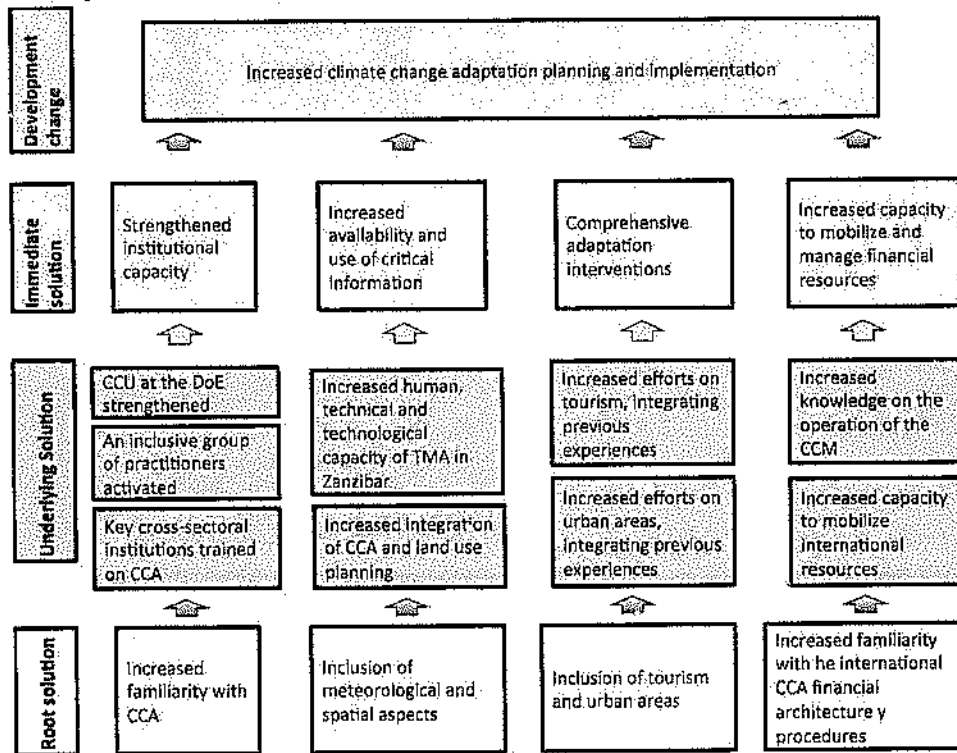 Development
change
Increased climate change adaptation planning and implementation
Immediate
solution
Strengthened
institutional
capacity
Increased
availability and
use of critical
information
Comprehensive
adaptation
interventions
Increased capacity
to mobilize and
manage financial
resources
Underlying Solution
CCU at the DoE
strengthened
An inclusive group
of practitioners
activated
Key cross-sectoral
institutions trained
on CCA
Increased human,
technical and
technological
capacity of TMA in
Zanzibar
Increased integration
of CCA and land use
planning
Increased efforts on
tourism, integrating
previous
experiences
Increased efforts on
urban areas,
integrating previous
experiences
Increased
knowledge on the
operation of the
CCM
Increased capacity
to mobilize
international
resources
Root solution
Increased
familiarity with
CCA
Inclusion of
meteorological and
spatial aspects
Inclusion of tourism
and urban areas
Increased familiarity
with he international
CCA financial
architecture y
procedures